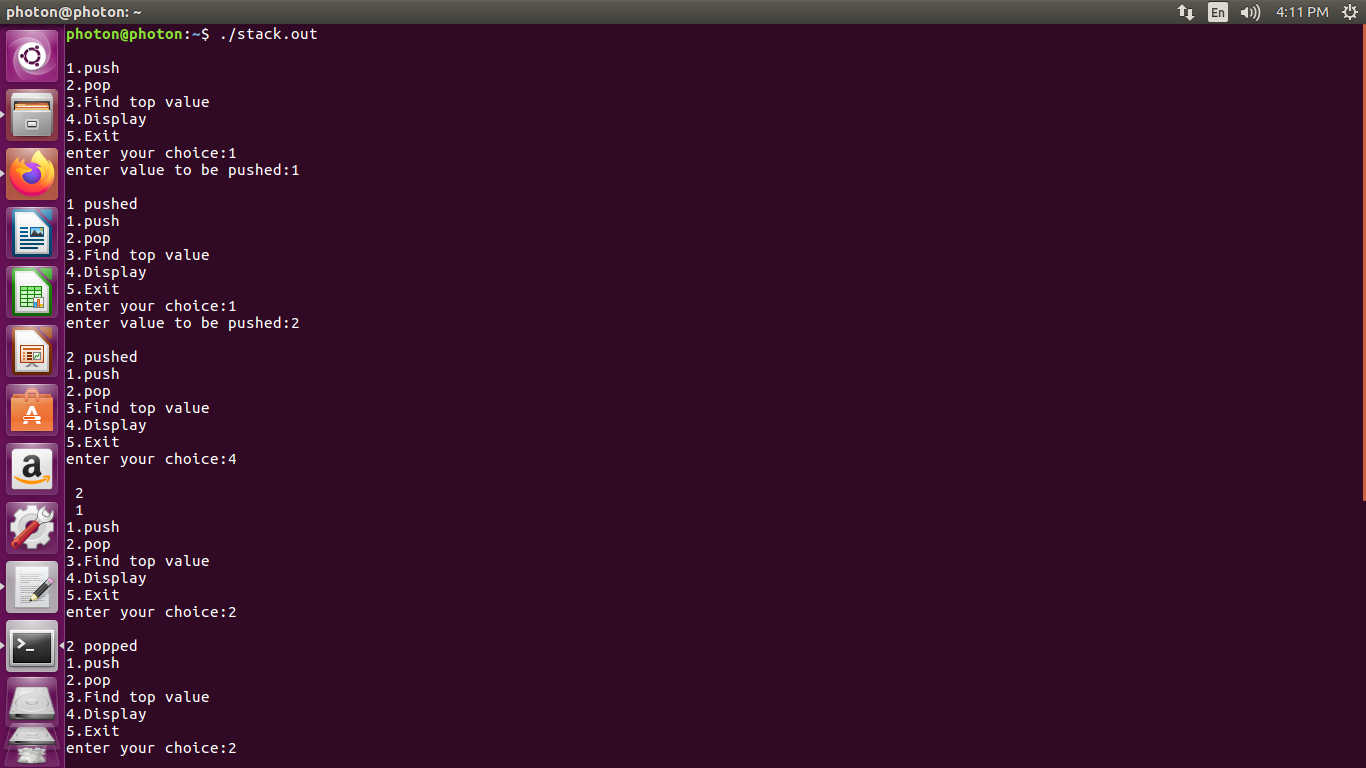 photon@photon: ~
En
4:11 PM
photon@photon:~$ ./stack.out
1.push
2.pop
3.Find top value
4.Display
5.Exit
enter your choice:1
enter value to be pushed:1
1 pushed
1.push
2.pop
3.Find top value
4.Display
5.Exit
enter your choice:1
enter value to be pushed:2
2 pushed
1.push
2.pop
3.Find top value
4.Display
5.Exit
enter your choice:4
2
1
1.push
2.pop
3.Find top value
4.Display
5.Exit
enter your choice:2
2 popped
1.push
2.pop
3.Find top value
4.Display
5.Exit
enter your choice:2